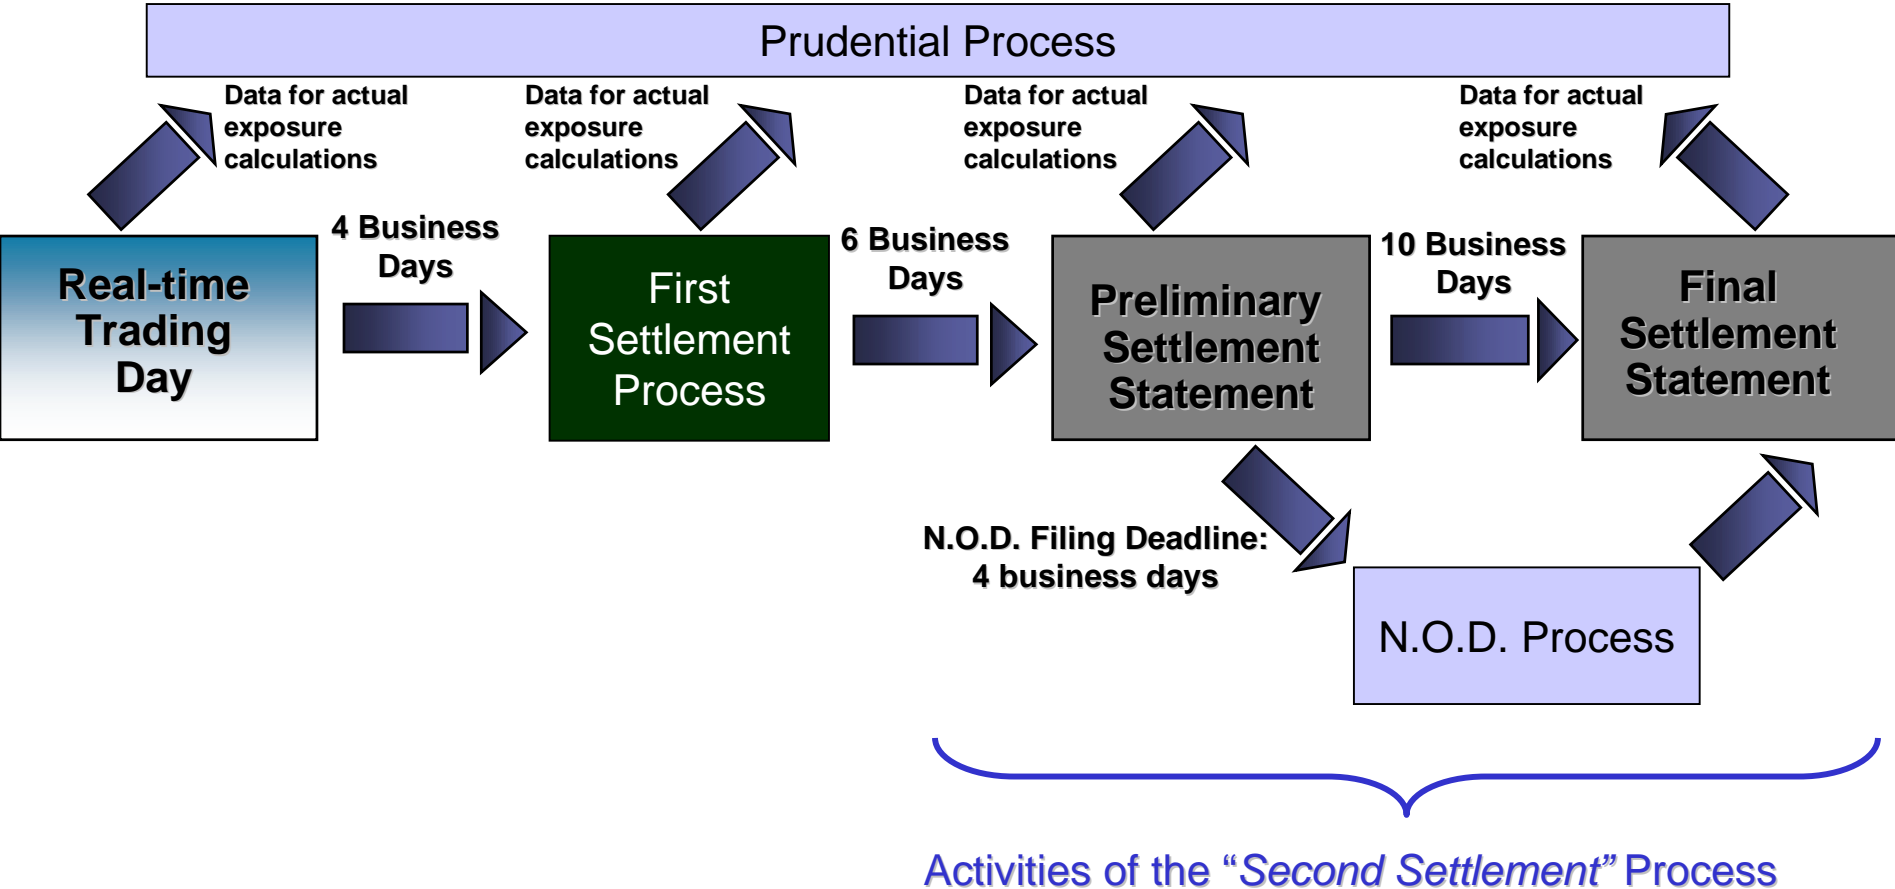 Prudential Process
Data for actual
exposure
calculations
Data for actual
exposure
calculations
Data for actual
exposure
calculations
Data for actual
exposure
calculations
Real-time
Trading
Day
4 Business
Days
First
Settlement
Process
6 Business
Days
Preliminary
Settlement
Statement
10 Business
Days
Final
Settlement
Statement
N.O.D. Filing Deadline:
4 business days
N.O.D. Process
Activities of the “Second Settlement” Process